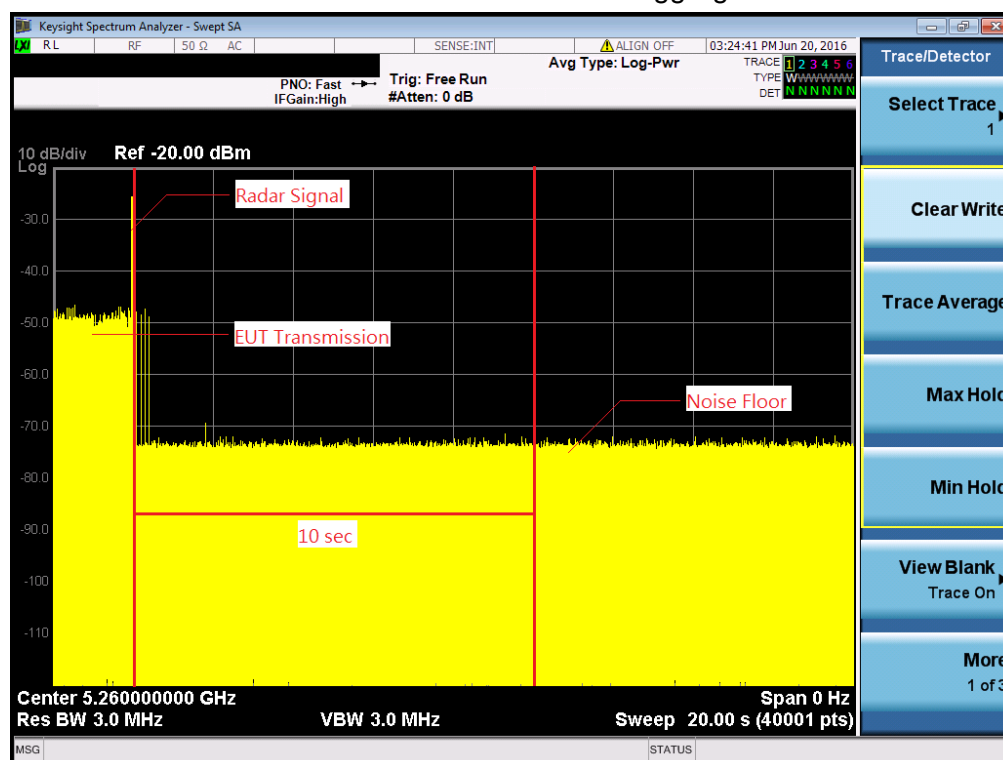 Keysight Spectrum Analyzer - Swept SA
LXI RL RF 50 Ω AC SENSE:INT ALIGN OFF 03:24:41 PM Jun 20, 2016
Avg Type: Log-Pwr
TRACE 1 2 3 4 5 6
TYPE WWWWWW
DET N N N N N N
PNO: Fast
IFGain:High
Trig: Free Run
#Atten: 0 dB
10 dB/div Ref -20.00 dBm
Log
Radar Signal
-30.0
-40.0
-50.0
EUT Transmission
-60.0
Noise Floor
-70.0
-80.0
-90.0
10 sec
-100
-110
Center 5.260000000 GHz Span 0 Hz
Res BW 3.0 MHz VBW 3.0 MHz Sweep 20.00 s (40001 pts)
MSG STATUS
Trace/Detector
Select Trace
1
Clear Write
Trace Average
Max Hold
Min Hold
View Blank
Trace On
More
1 of 3